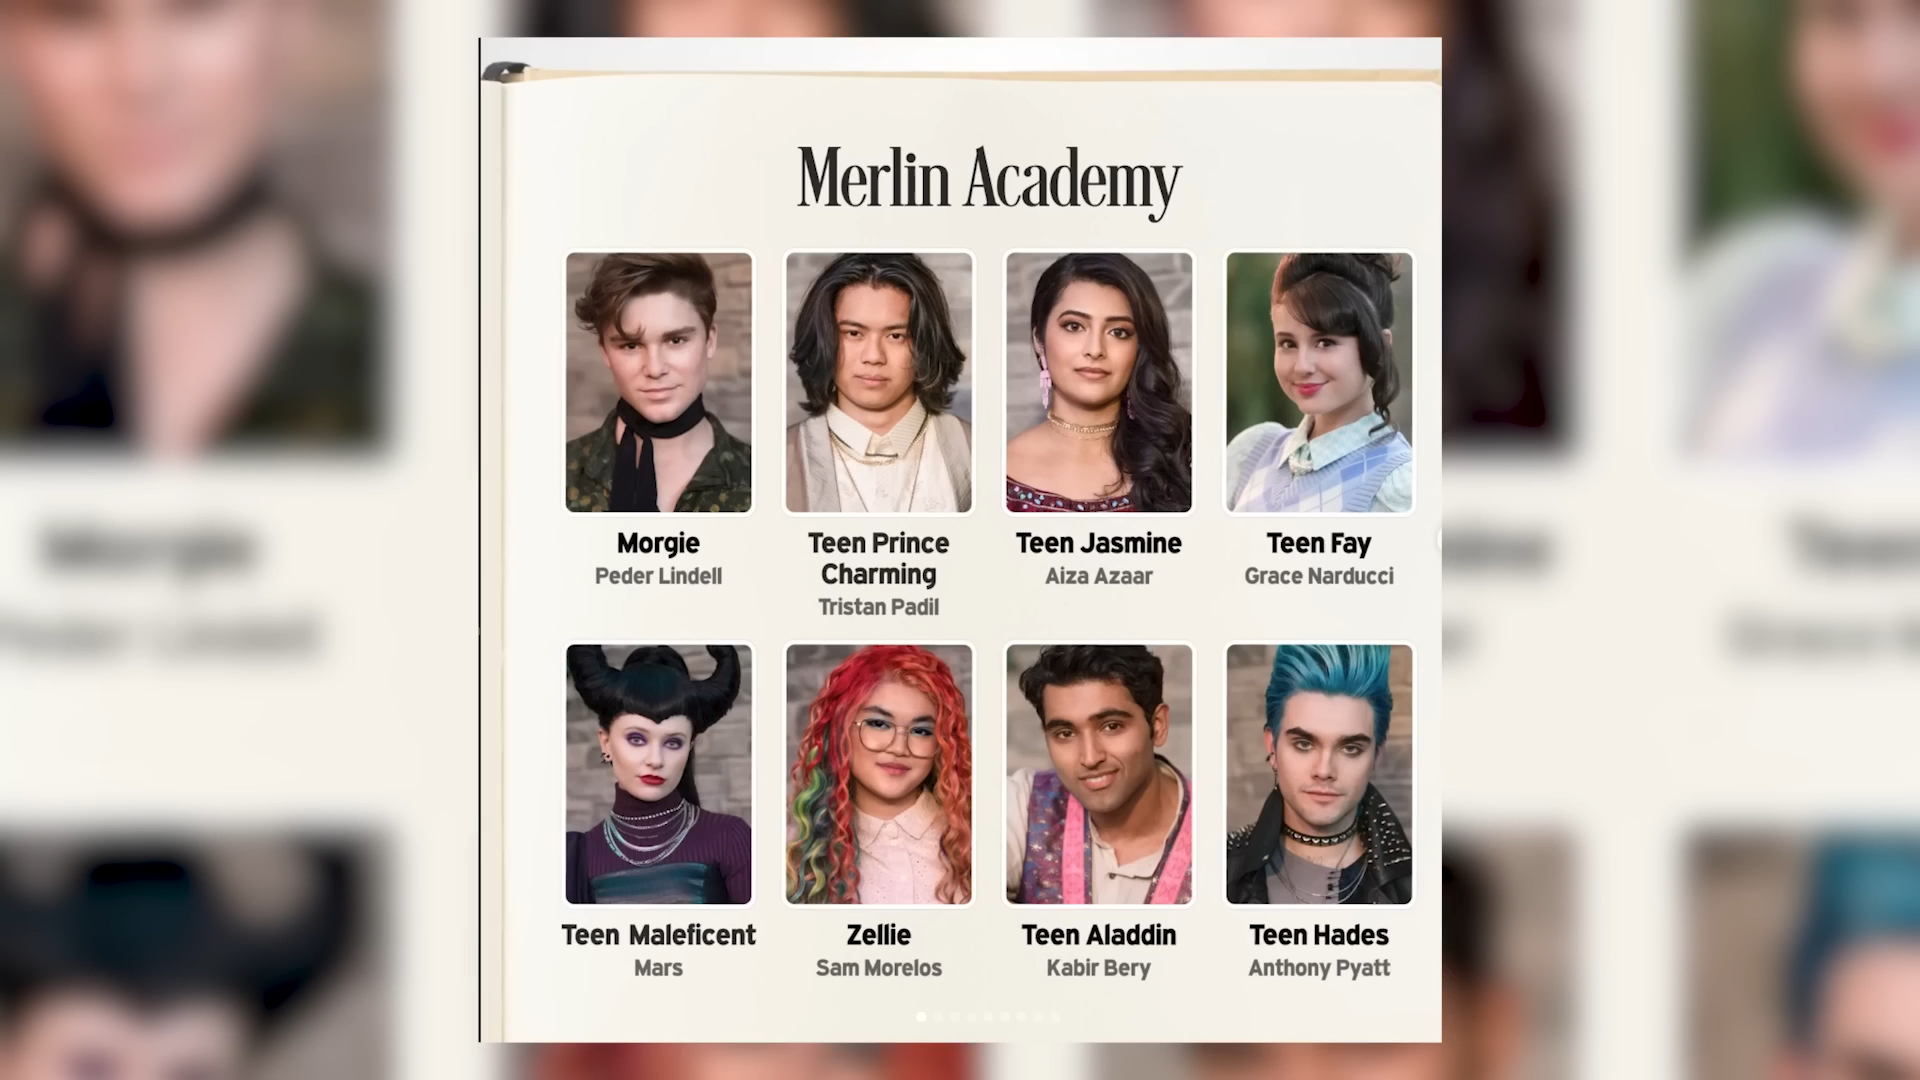 Merlin Academy
Morgie
Peder Lindell
Teen Prince
Charming
Tristan Padil
Teen Jasmine
Aiza Azaar
Teen Fay
Grace Narducci
Teen Maleficent
Mars
Zellie
Sam Morelos
Teen Aladdin
Kabir Bery
Teen Hades
Anthony Pyatt